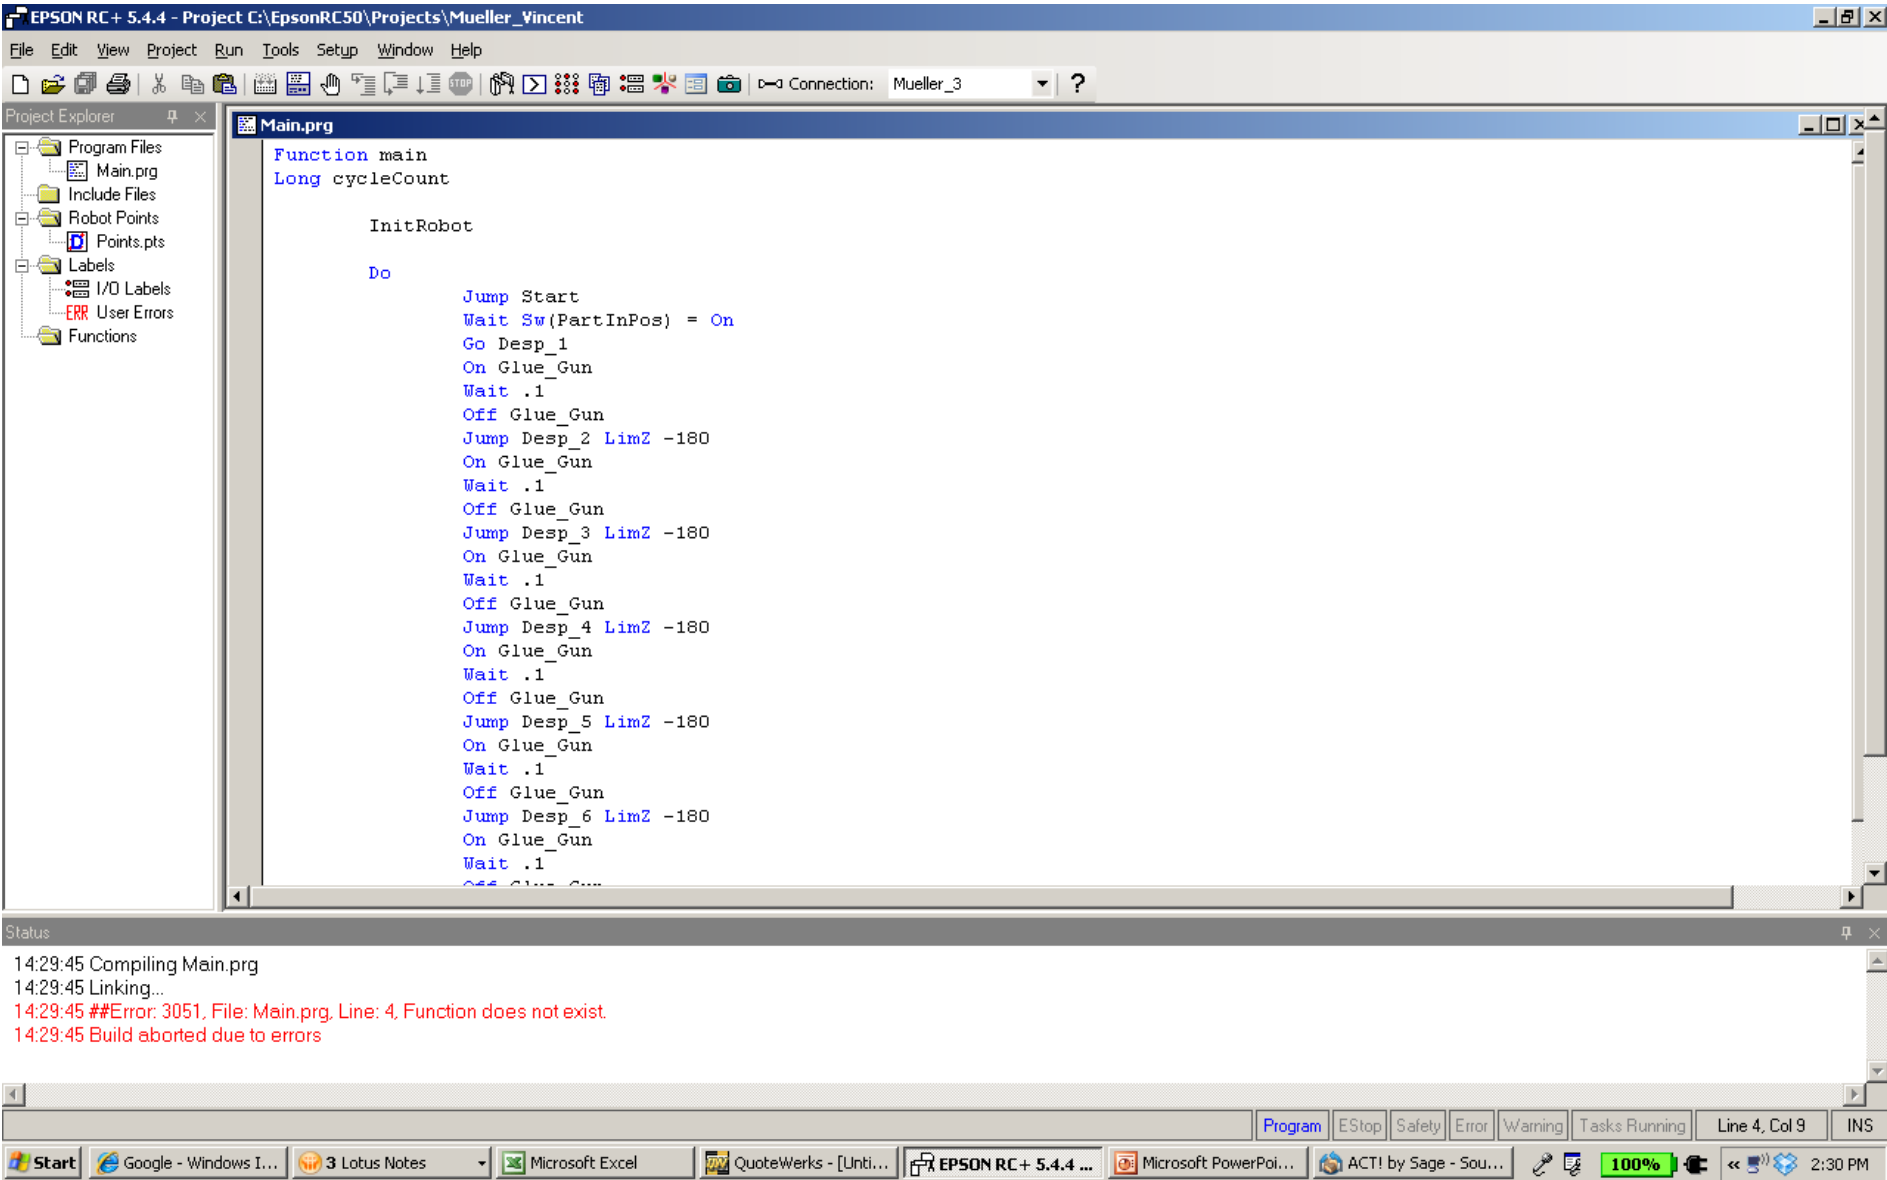 EPSON RC+ 5.4.4 - Project C:\EpsonRC50\Projects\Mueller_Vincent
File Edit View Project Run Tools Setup Window Help
STOP Connection: Mueller_3 ?
Project Explorer
Program Files
Main.prg
Include Files
Robot Points
Points.pts
Labels
I/O Labels
ERR User Errors
Functions
Main.prg
Function main
Long cycleCount
InitRobot
Do
Jump Start
Wait Sw(PartInPos) = On
Go Desp_1
On Glue_Gun
Wait .1
Off Glue_Gun
Jump Desp_2 LimZ -180
On Glue_Gun
Wait .1
Off Glue_Gun
Jump Desp_3 LimZ -180
On Glue_Gun
Wait .1
Off Glue_Gun
Jump Desp_4 LimZ -180
On Glue_Gun
Wait .1
Off Glue_Gun
Jump Desp_5 LimZ -180
On Glue_Gun
Wait .1
Off Glue_Gun
Jump Desp_6 LimZ -180
On Glue_Gun
Wait .1
Off Glue_Gun
Status
14:29:45 Compiling Main.prg
14:29:45 Linking...
14:29:45 ##Error: 3051, File: Main.prg, Line: 4, Function does not exist.
14:29:45 Build aborted due to errors
Program EStop Safety Error Warning Tasks Running Line 4, Col 9 INS
Start Google - Windows I... 3 Lotus Notes Microsoft Excel QuoteWerks - [Unti... EPSON RC+ 5.4.4 ... Microsoft PowerPoi... ACT! by Sage - Sou... 100% « 2:30 PM